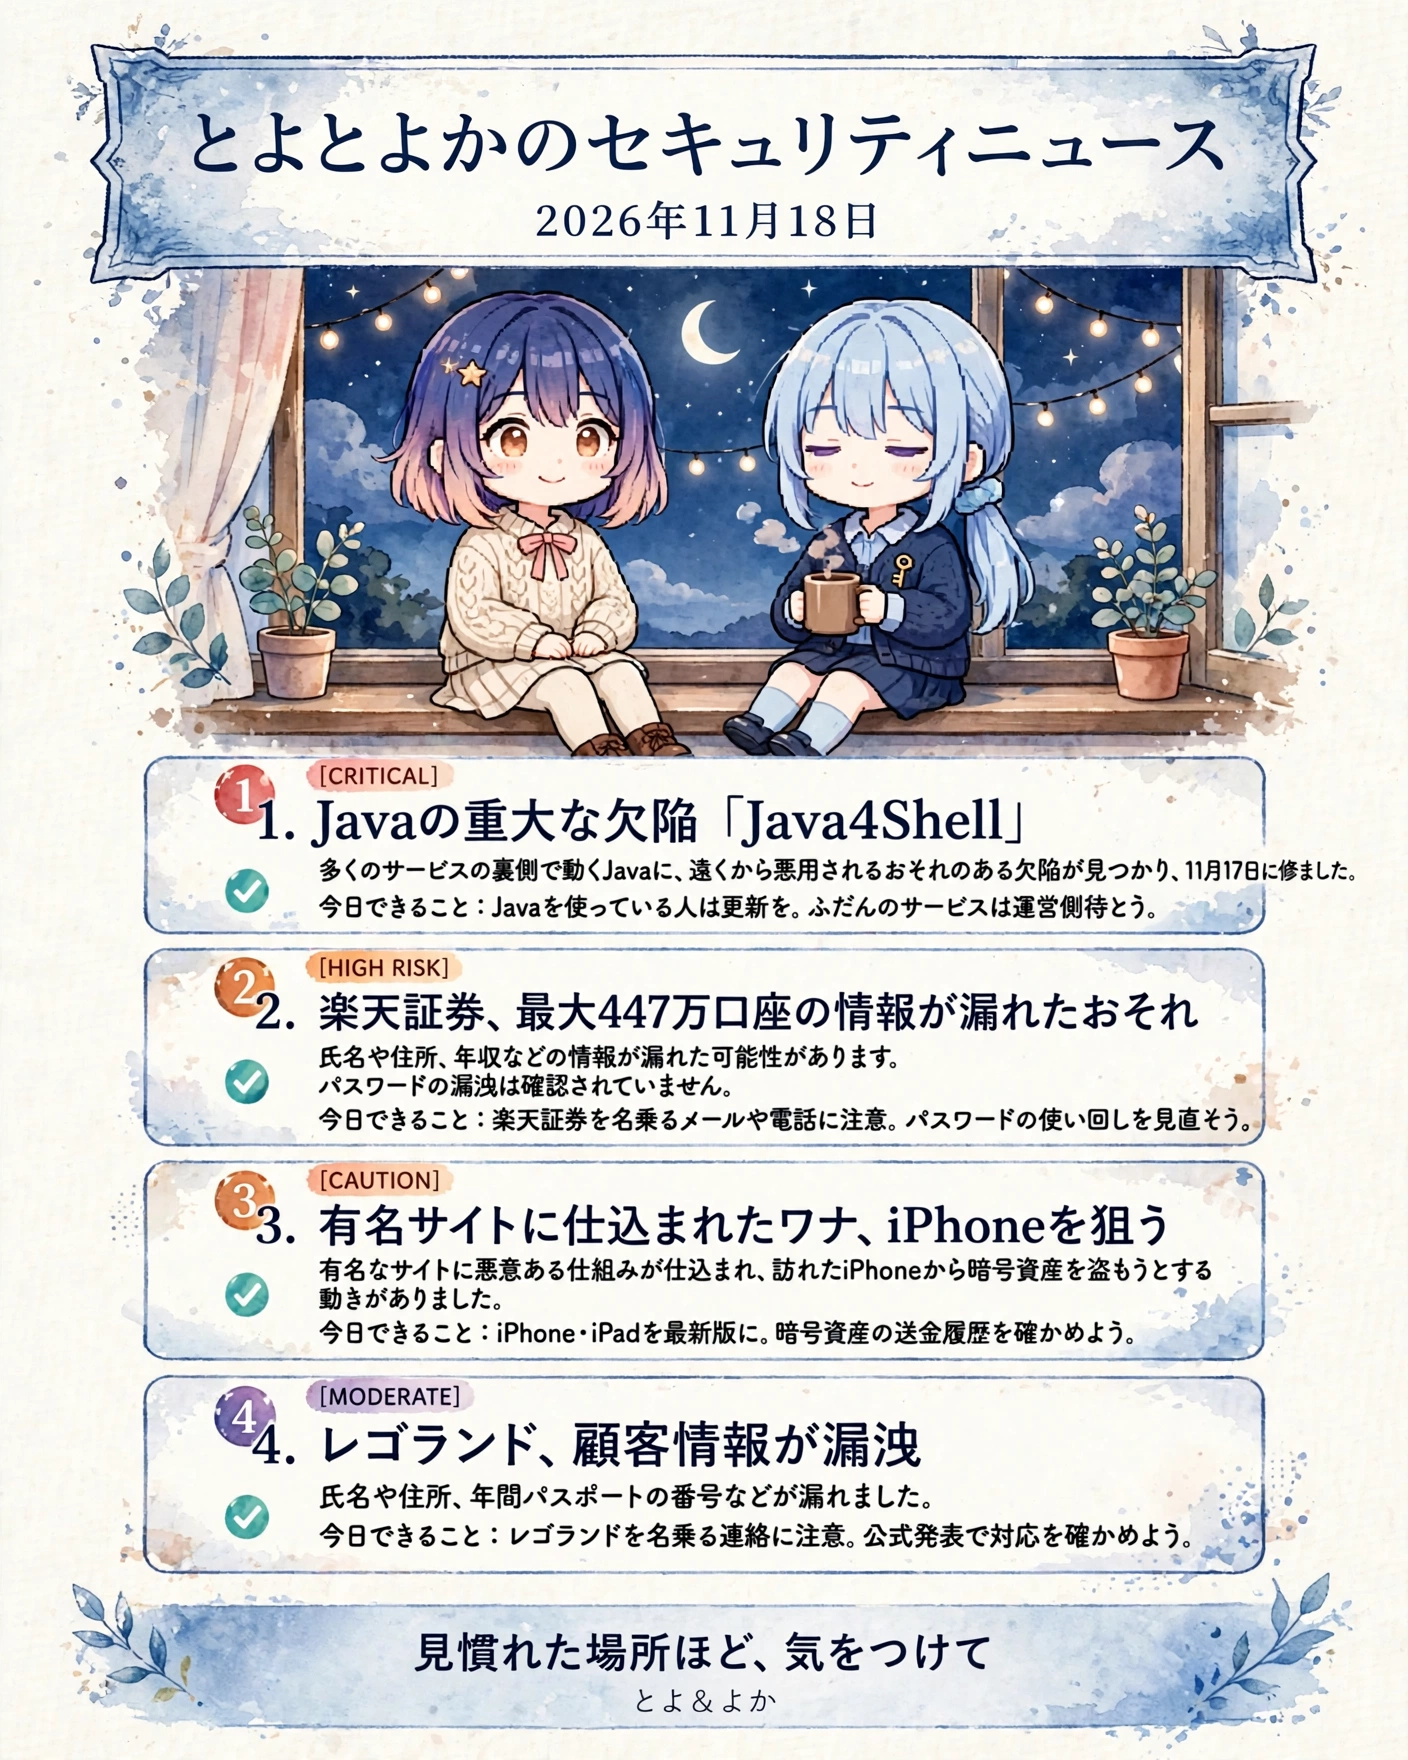 とよとよかのセキュリティニュース
2026年11月18日
1
[CRITICAL]
1. Javaの重大な欠陥「Java4Shell」
多くのサービスの裏側で動くJavaに、遠くから悪用されるおそれのある欠陥が見つかり、11月17日に修ました。
今日できること：Javaを使っている人は更新を。ふだんのサービスは運営側待とう。
2
[HIGH RISK]
2. 楽天証券、最大447万口座の情報が漏れたおそれ
氏名や住所、年収などの情報が漏れた可能性があります。
パスワードの漏洩は確認されていません。
今日できること：楽天証券を名乗るメールや電話に注意。パスワードの使い回しを見直そう。
3
[CAUTION]
3. 有名サイトに仕込まれたワナ、iPhoneを狙う
有名なサイトに悪意ある仕組みが仕込まれ、訪れたiPhoneから暗号資産を盗もうとする
動きがありました。
今日できること：iPhone・iPadを最新版に。暗号資産の送金履歴を確かめよう。
4
[MODERATE]
4. レゴランド、顧客情報が漏洩
氏名や住所、年間パスポートの番号などが漏れました。
今日できること：レゴランドを名乗る連絡に注意。公式発表で対応を確かめよう。
見慣れた場所ほど、気をつけて
とよ＆よか